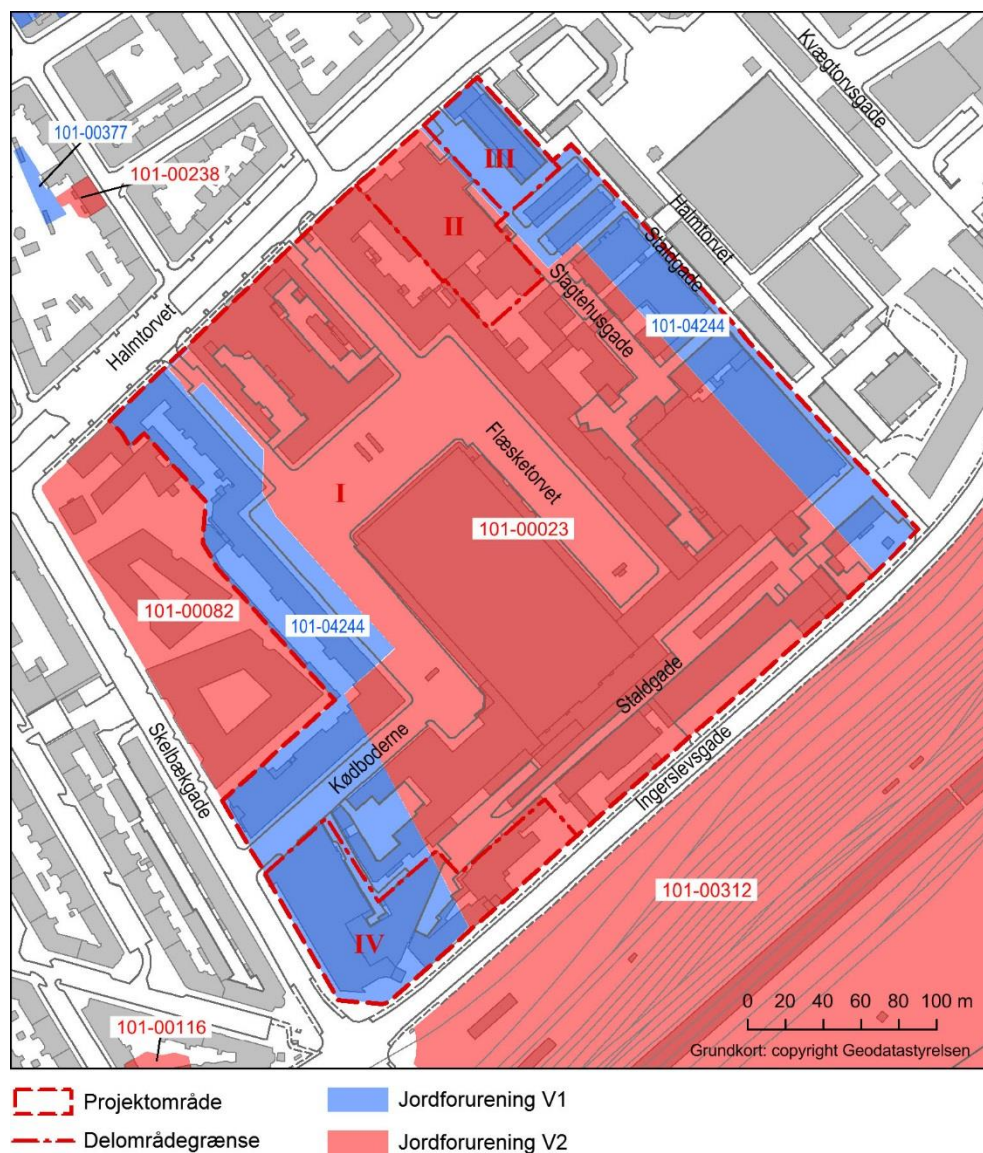 Kvægtorvsgade
101-00377
101-00238
III
II
Halmtorvet
Staldgade
Slagtehusgade
101-04244
Halmtorvet
Flæsketorvet
I
101-00023
101-00082
101-04244
Staldgade
Skelbækgade
Kødboderne
Ingerslevsgade
101-00312
IV
101-00116
0 20 40 60 80 100 m
Grundkort: copyright Geodatastyrelsen
Projektområde
Jordforurening V1
Delområdegrænse
Jordforurening V2